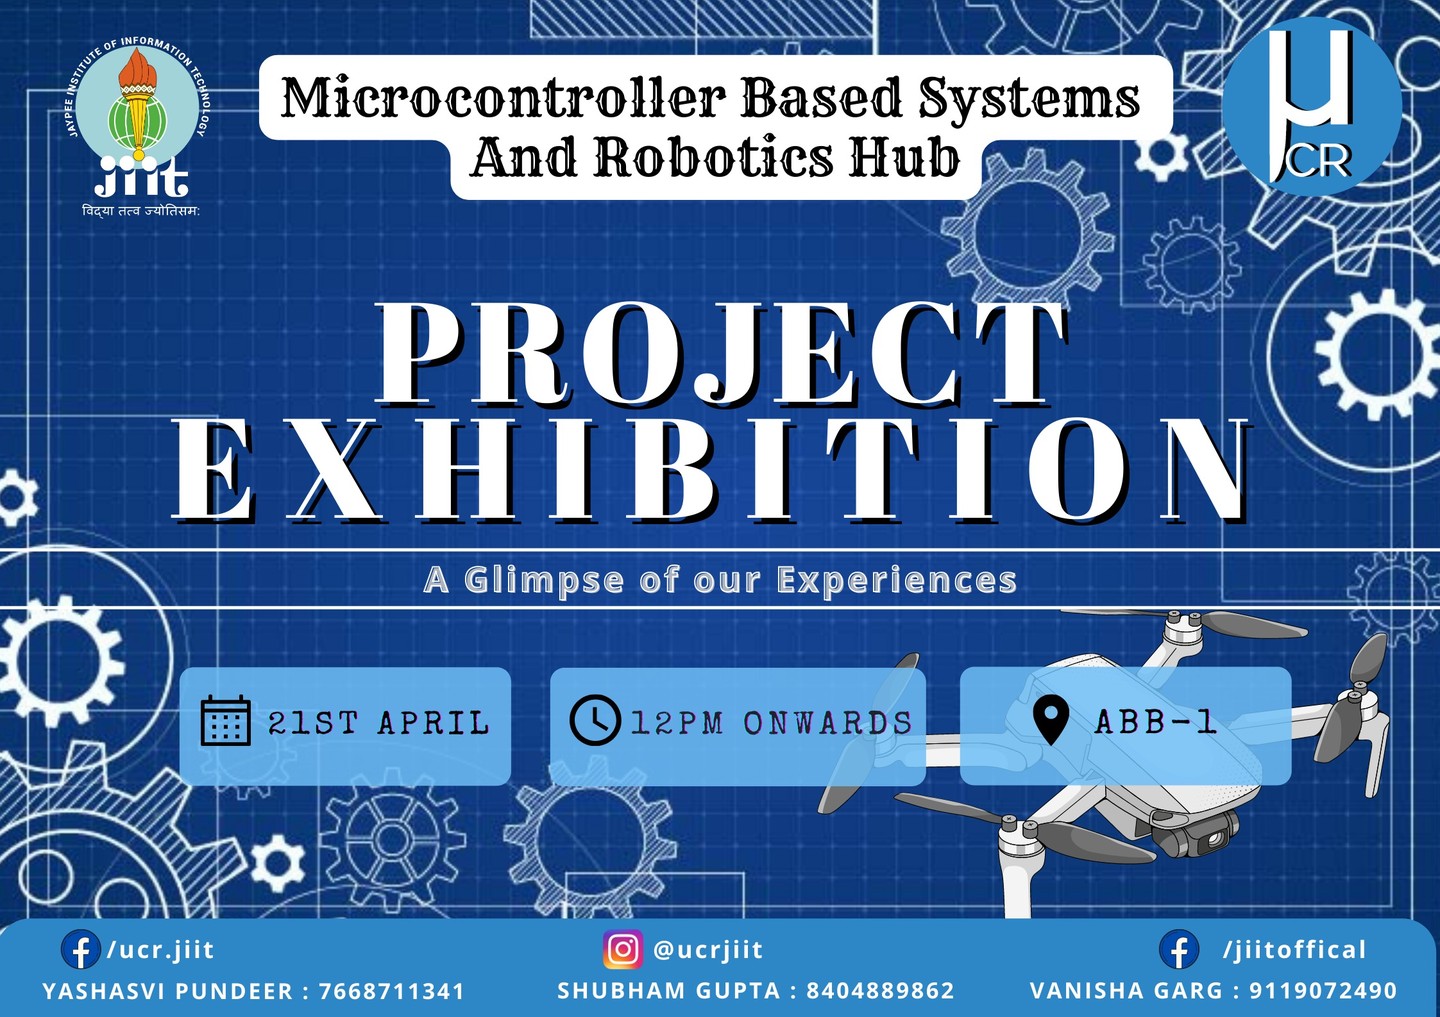 JAYPEE INSTITUTE OF INFORMATION TECHNOLOGY
jiit
विद्या तत्व ज्योतिसम:
Microcontroller Based Systems
And Robotics Hub
μ
CR
PROJECT
EXHIBITION
A Glimpse of our Experiences
21ST APRIL
12PM ONWARDS
ABB-1
/ucr.jiit
@ucrjiit
/jiitoffical
YASHASVI PUNDEER : 7668711341
SHUBHAM GUPTA : 8404889862
VANISHA GARG : 9119072490